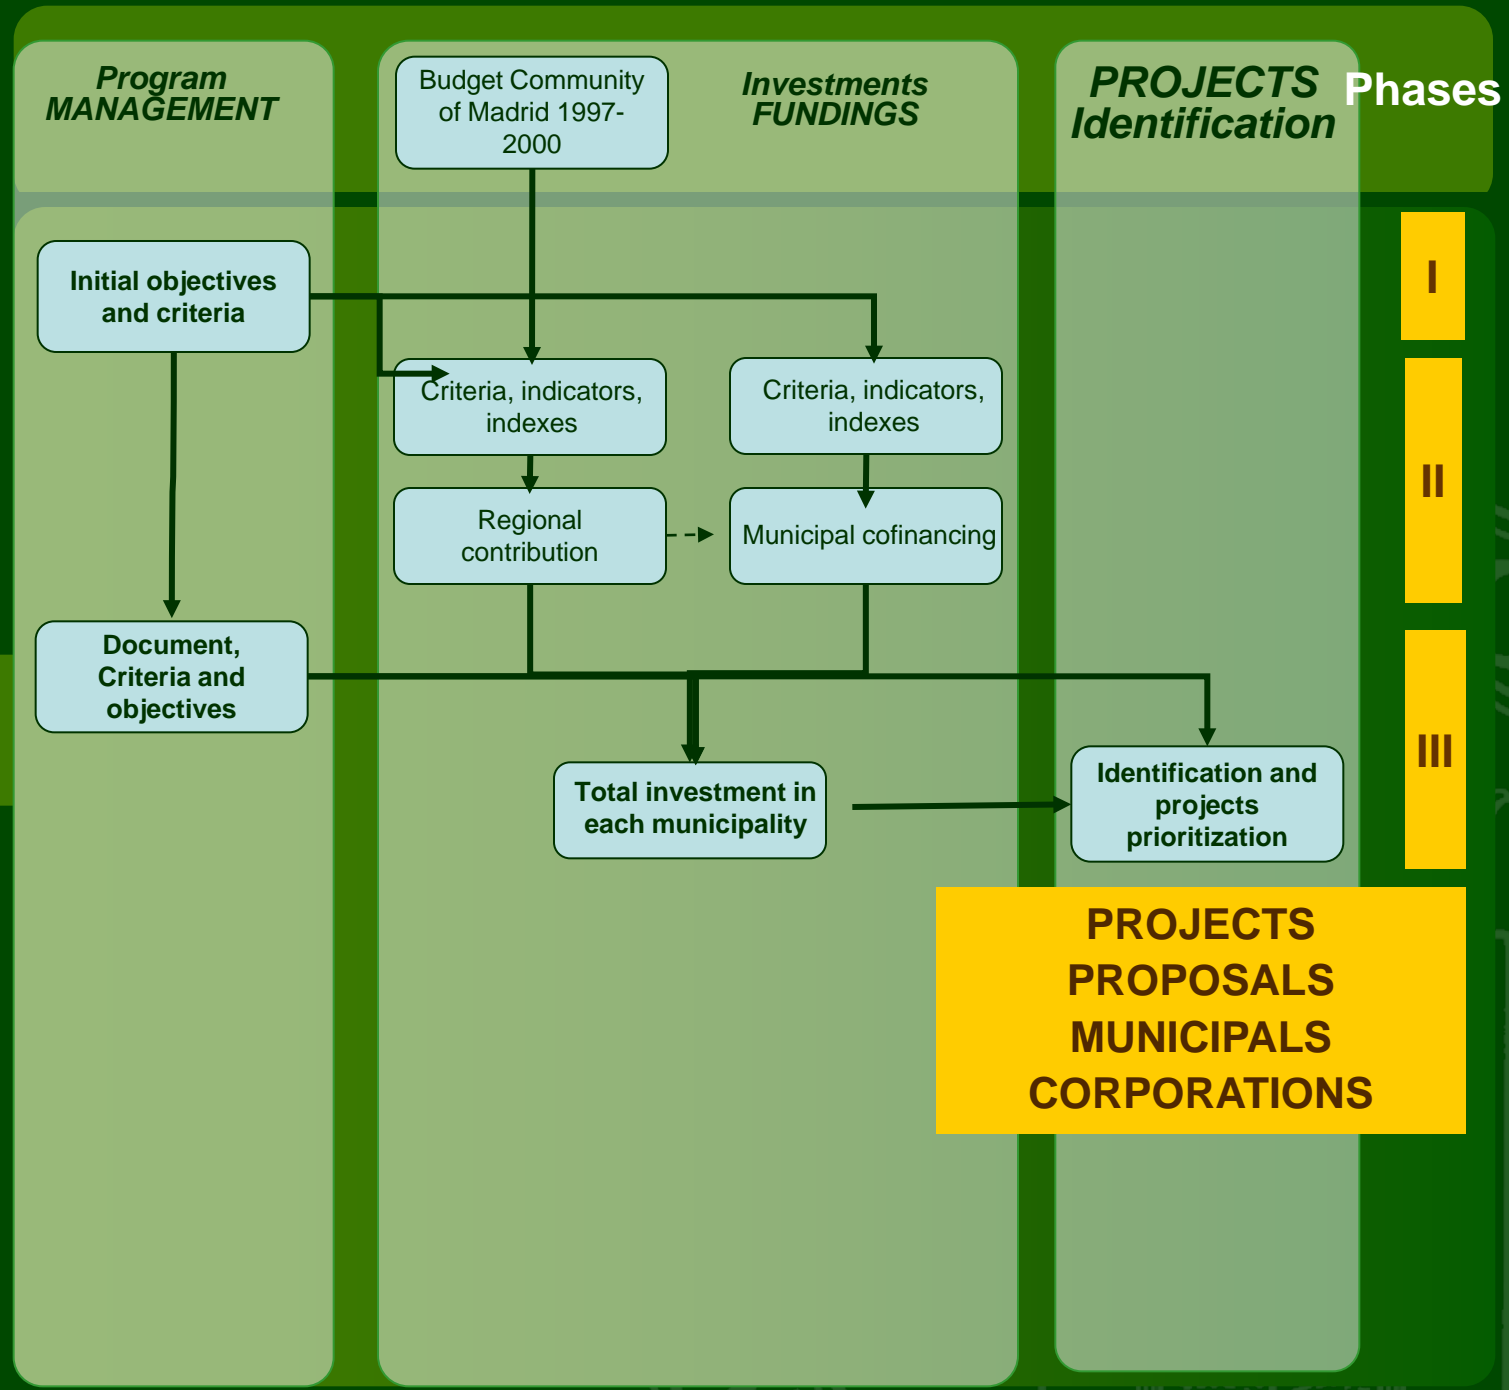 Program
MANAGEMENT
Budget Community
of Madrid 1997-
2000
Investments
FUNDINGS
PROJECTS
Identification
Phases
Initial objectives
and criteria
I
Criteria, indicators,
indexes
Criteria, indicators,
indexes
II
Regional
contribution
Municipal cofinancing
Document,
Criteria and
objectives
III
Total investment in
each municipality
Identification and
projects
prioritization
PROJECTS
PROPOSALS
MUNICIPALS
CORPORATIONS